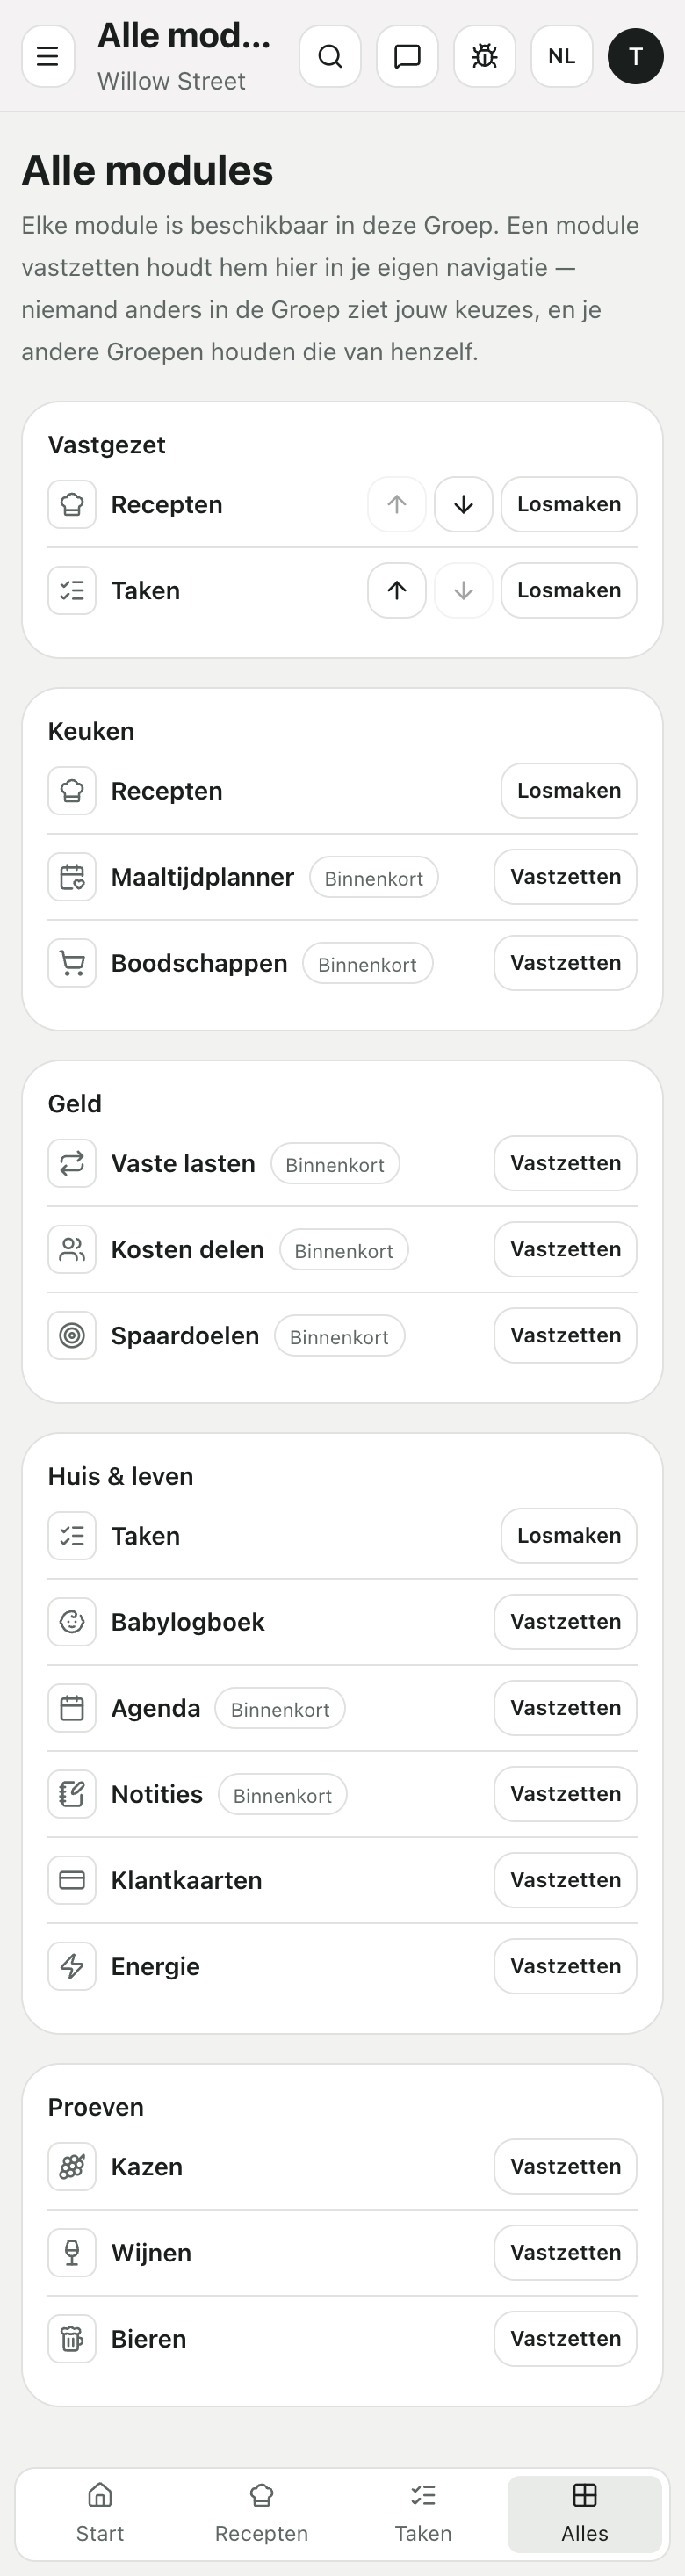 Alle mod...
Willow Street
NL
T
Alle modules
Elke module is beschikbaar in deze Groep. Een module
vastzetten houdt hem hier in je eigen navigatie —
niemand anders in de Groep ziet jouw keuzes, en je
andere Groepen houden die van henzelf.
Vastgezet
Recepten Losmaken
Taken Losmaken
Keuken
Recepten Losmaken
Maaltijdplanner Binnenkort Vastzetten
Boodschappen Binnenkort Vastzetten
Geld
Vaste lasten Binnenkort Vastzetten
Kosten delen Binnenkort Vastzetten
Spaardoelen Binnenkort Vastzetten
Huis & leven
Taken Losmaken
Babylogboek Vastzetten
Agenda Binnenkort Vastzetten
Notities Binnenkort Vastzetten
Klantkaarten Vastzetten
Energie Vastzetten
Proeven
Kazen Vastzetten
Wijnen Vastzetten
Bieren Vastzetten
Start Recepten Taken Alles